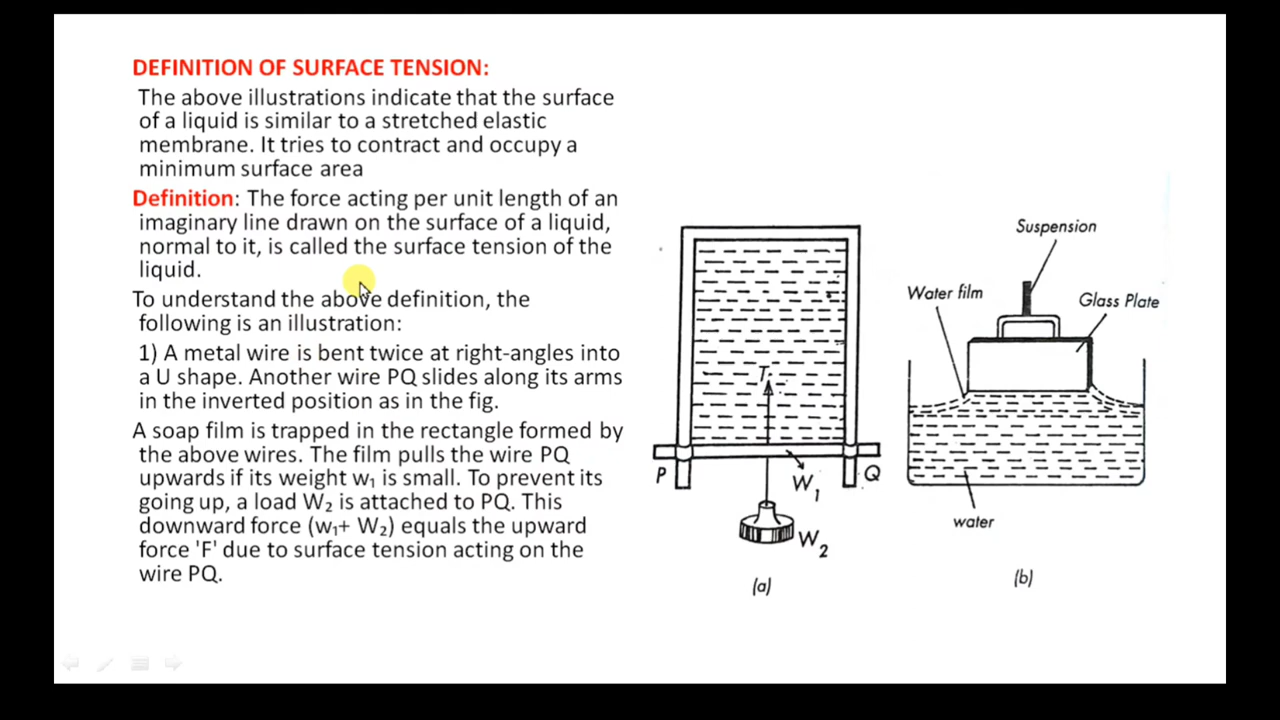 DEFINITION OF SURFACE TENSION:
The above illustrations indicate that the surface
of a liquid is similar to a stretched elastic
membrane. It tries to contract and occupy a
minimum surface area
Definition: The force acting per unit length of an
imaginary line drawn on the surface of a liquid,
normal to it, is called the surface tension of the
liquid.
To understand the above definition, the
following is an illustration:
1) A metal wire is bent twice at right-angles into
a U shape. Another wire PQ slides along its arms
in the inverted position as in the fig.
A soap film is trapped in the rectangle formed by
the above wires. The film pulls the wire PQ
upwards if its weight w₁ is small. To prevent its
going up, a load W₂ is attached to PQ. This
downward force (w₁+ W₂) equals the upward
force 'F' due to surface tension acting on the
wire PQ.
T
P
W₁
Q
W₂
(a)
Suspension
Water film
Glass Plate
water
(b)